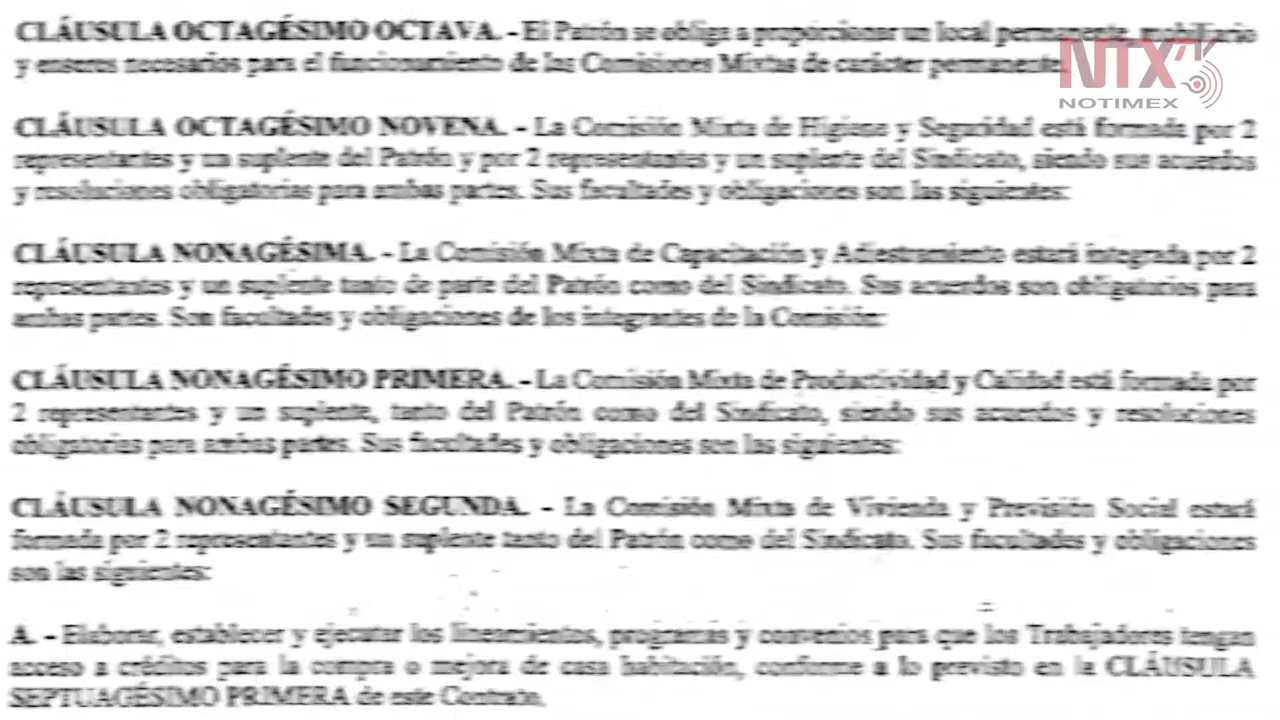 CLÁUSULA OCTAGÉSIMO OCTAVA. - El Patrón se obliga a proporcionar un local permanente, mobiliario
y enseres necesarios para el funcionamiento de las Comisiones Mixtas de carácter permanente.
NTX
NOTIMEX
CLÁUSULA OCTAGÉSIMO NOVENA. - La Comisión Mixta de Higiene y Seguridad está formada por 2
representantes y un suplente del Patrón y por 2 representantes y un suplente del Sindicato, siendo sus acuerdos
y resoluciones obligatorias para ambas partes. Sus facultades y obligaciones son las siguientes:
CLÁUSULA NONAGÉSIMA. - La Comisión Mixta de Capacitación y Adiestramiento estará integrada por 2
representantes y un suplente tanto de parte del Patrón como del Sindicato. Sus acuerdos son obligatorios para
ambas partes. Son facultades y obligaciones de los integrantes de la Comisión:
CLÁUSULA NONAGÉSIMO PRIMERA. - La Comisión Mixta de Productividad y Calidad está formada por
2 representantes y un suplente, tanto del Patrón como del Sindicato, siendo sus acuerdos y resoluciones
obligatorias para ambas partes. Sus facultades y obligaciones son las siguientes:
CLÁUSULA NONAGÉSIMO SEGUNDA. - La Comisión Mixta de Vivienda y Previsión Social estará
formada por 2 representantes y un suplente tanto del Patrón como del Sindicato. Sus facultades y obligaciones
son las siguientes:
A. - Elaborar, establecer y ejecutar los lineamientos, programas y convenios para que los Trabajadores tengan
acceso a créditos para la compra o mejora de casa habitación, conforme a lo previsto en la CLÁUSULA
SEPTUAGÉSIMO PRIMERA de este Contrato.